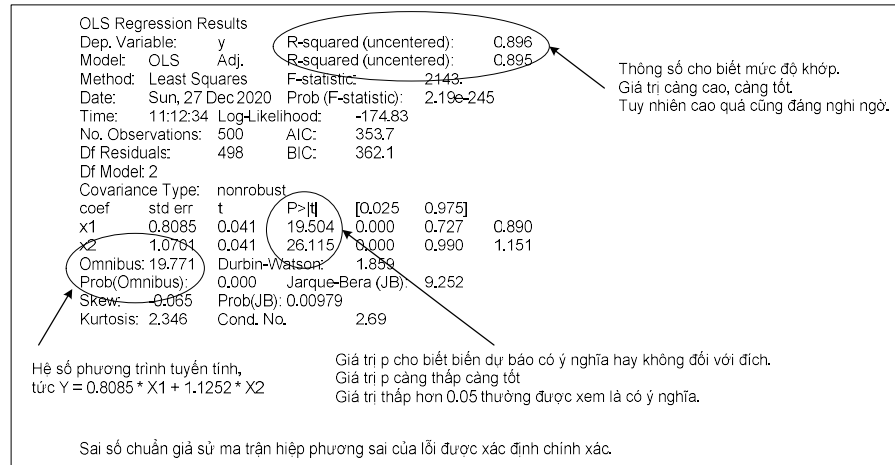 OLS Regression Results
Dep. Variable: y R-squared (uncentered): 0.896
Model: OLS Adj. R-squared (uncentered): 0.895
Method: Least Squares F-statistic: 2143.
Date: Sun, 27 Dec 2020 Prob (F-statistic): 2.19e-245
Time: 11:12:34 Log-Likelihood: -174.83
No. Observations: 500 AIC: 353.7
Df Residuals: 498 BIC: 362.1
Df Model: 2
Covariance Type: nonrobust
coef std err t P>|t| [0.025 0.975]
x1 0.8085 0.041 19.504 0.000 0.727 0.890
x2 1.0701 0.041 26.115 0.000 0.990 1.151
Omnibus: 19.771 Durbin-Watson: 1.859
Prob(Omnibus): 0.000 Jarque-Bera (JB): 9.252
Skew: -0.065 Prob(JB): 0.00979
Kurtosis: 2.346 Cond. No. 2.69
Thông số cho biết mức độ khớp.
Giá trị càng cao, càng tốt.
Tuy nhiên cao quá cũng đáng nghi ngờ.
Hệ số phương trình tuyến tính,
tức Y = 0.8085 * X1 + 1.1252 * X2
Giá trị p cho biết biến dự báo có ý nghĩa hay không đối với đích.
Giá trị p càng thấp càng tốt
Giá trị thấp hơn 0.05 thường được xem là có ý nghĩa.
Sai số chuẩn giả sử ma trận hiệp phương sai của lỗi được xác định chính xác.